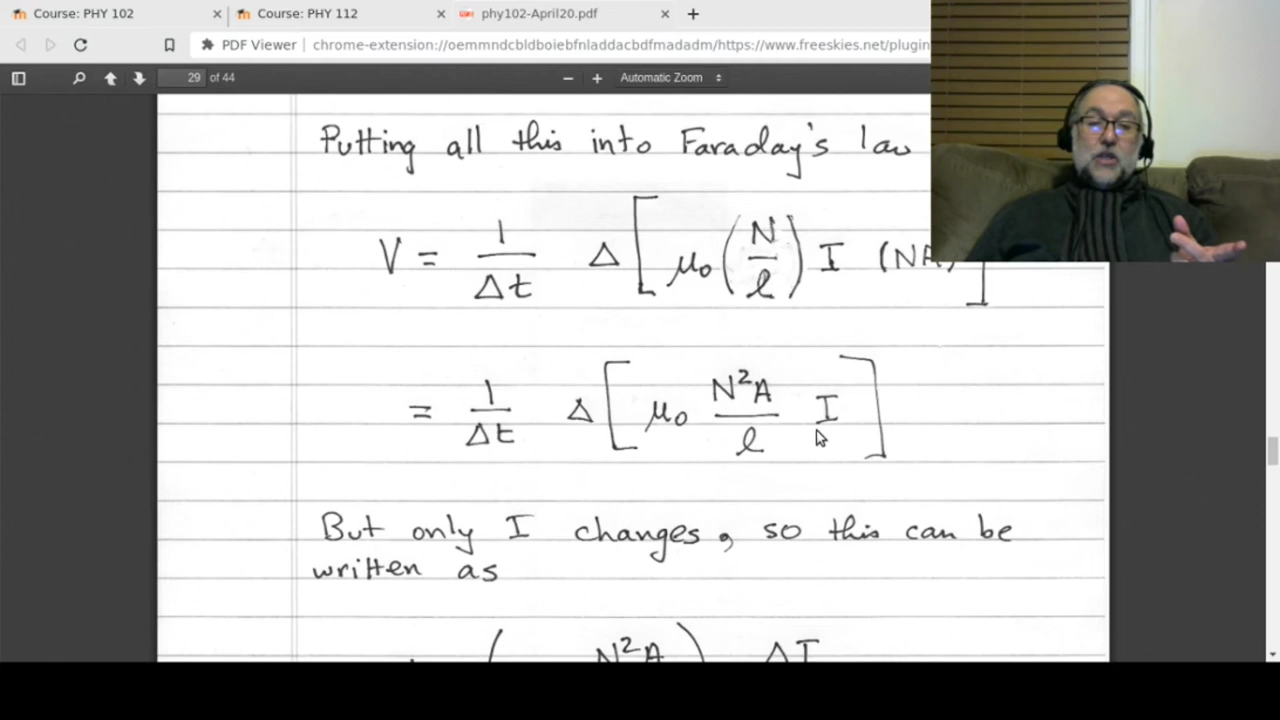 Course: PHY 102
Course: PHY 112
phy102-April20.pdf
PDF Viewer chrome-extension://oemmndcbldboiebfnladdacbdfmadadm/https://www.freeskies.net/plugin
29 of 44
Automatic Zoom
Putting all this into Faraday's law
V = 1/Δt Δ[μ₀(N/l) I (NA)]
= 1/Δt Δ[μ₀ N²A/l I]
But only I changes, so this can be
written as
( N²A ) ΔI